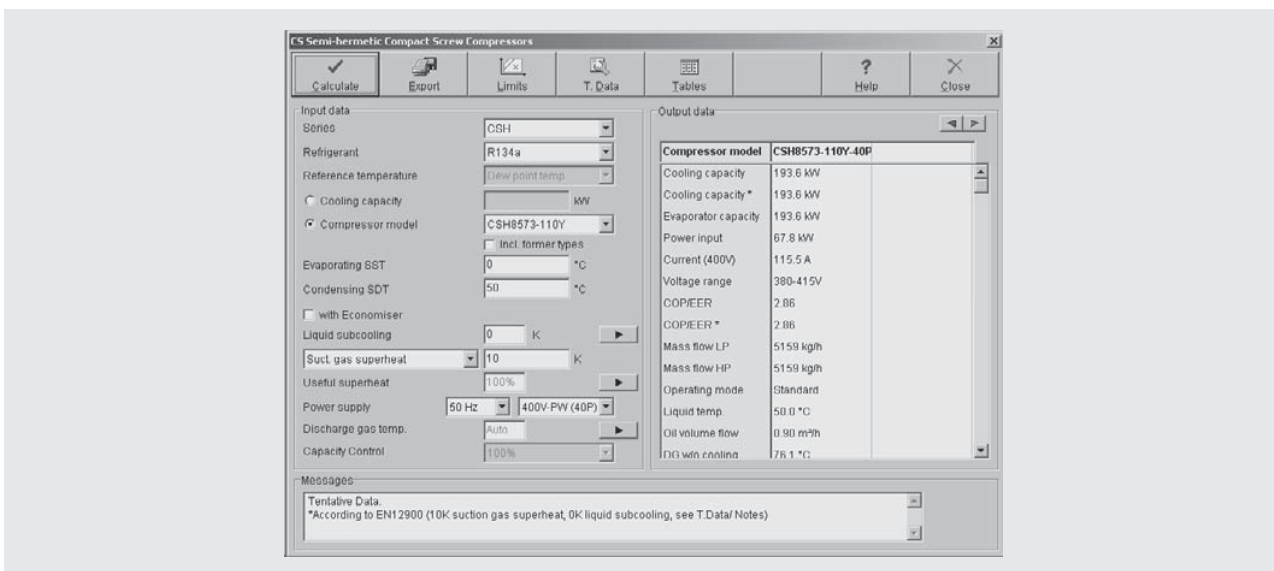 CS Semi-hermetic Compact Screw Compressors
Calculate Export Limits T. Data Tables Help Close
Input data
Series CSH
Refrigerant R134a
Reference temperature Dew point temp
Cooling capacity kW
Compressor model CSH8573-110Y
Incl. former types
Evaporating SST 0 °C
Condensing SDT 50 °C
with Economiser
Liquid subcooling 0 K
Suct. gas superheat 10 K
Useful superheat 100%
Power supply 50 Hz 400V-PW (40P)
Discharge gas temp. Auto
Capacity Control 100%
Output data
Compressor model CSH8573-110Y-40P
Cooling capacity 193.6 kW
Cooling capacity * 193.6 kW
Evaporator capacity 193.6 kW
Power input 67.8 kW
Current (400V) 115.5 A
Voltage range 380-415V
COP/EER 2.86
COP/EER * 2.86
Mass flow LP 5159 kg/h
Mass flow HP 5159 kg/h
Operating mode Standard
Liquid temp. 50.0 °C
Oil volume flow 0.90 m³/h
DG w/o cooling 76.1 °C
Messages
Tentative Data.
*According to EN12900 (10K suction gas superheat, 0K liquid subcooling, see T.Data/ Notes)